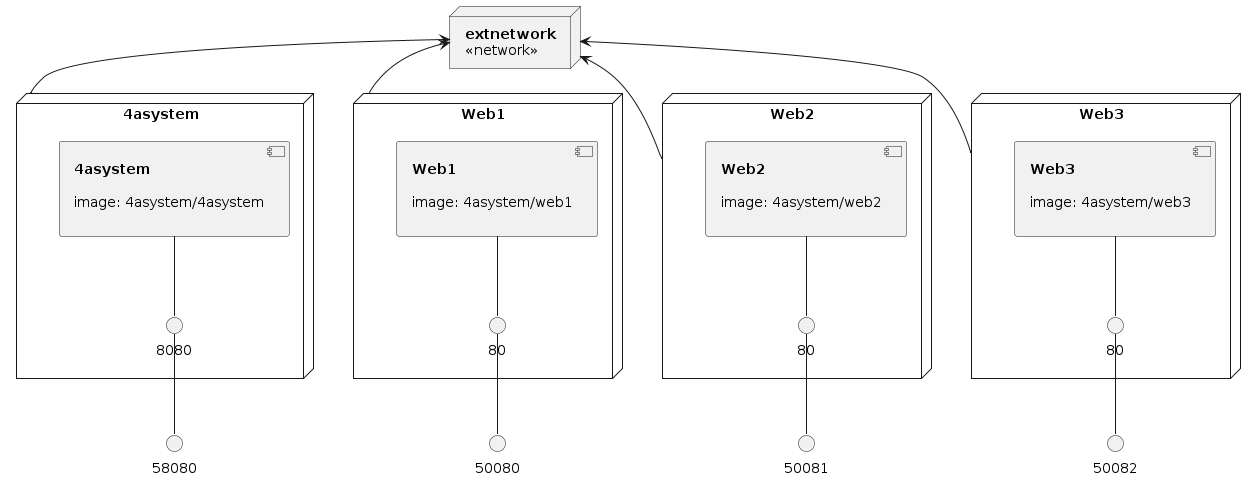 extnetwork
«network»
4asystem
Web1
Web2
Web3
4asystem
image: 4asystem/4asystem
Web1
image: 4asystem/web1
Web2
image: 4asystem/web2
Web3
image: 4asystem/web3
8080
80
80
80
58080
50080
50081
50082